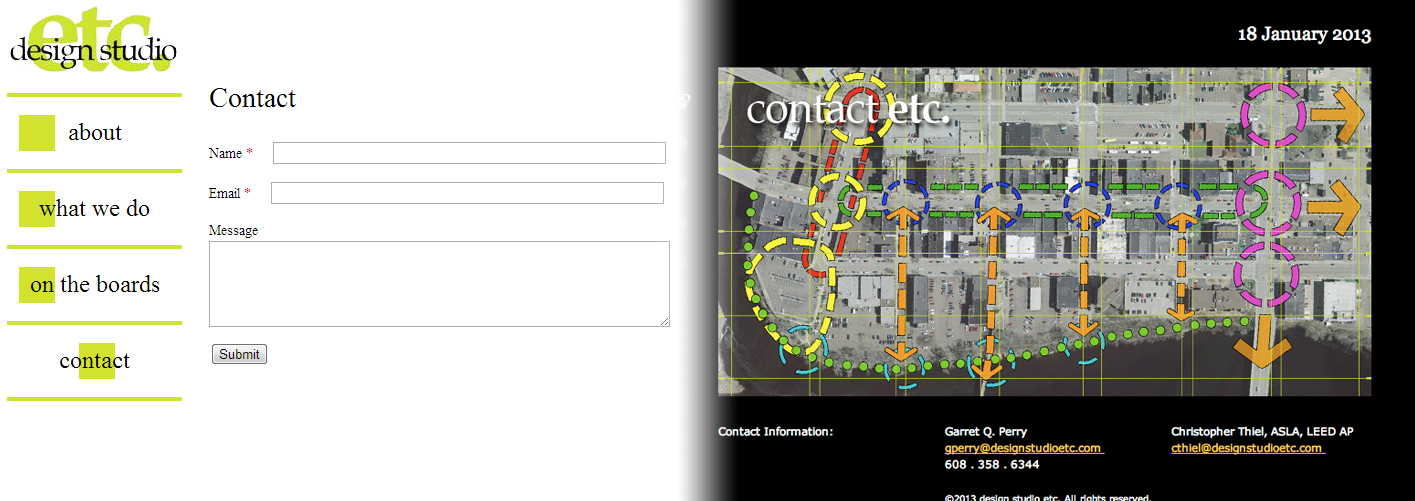 etc.
design studio
about
what we do
on the boards
contact
Contact
Name *
Email *
Message
Submit
18 January 2013
contact etc.
Contact Information:
Garret Q. Perry
gperry@designstudioetc.com
608 . 358 . 6344
Christopher Thiel, ASLA, LEED AP
cthiel@designstudioetc.com
©2013 design studio etc. All rights reserved.